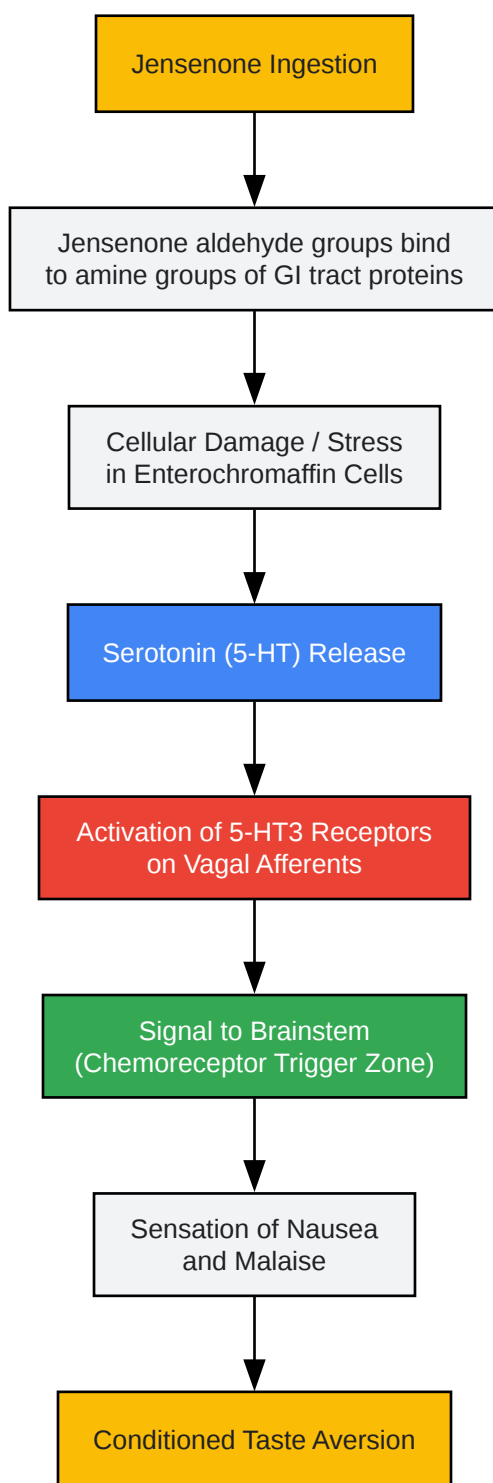 Jensenone Ingestion
Jensenone aldehyde groups bind
to amine groups of GI tract proteins
Cellular Damage / Stress
in Enterochromaffin Cells
Serotonin (5-HT) Release
Activation of 5-HT3 Receptors
on Vagal Afferents
Signal to Brainstem
(Chemoreceptor Trigger Zone)
Sensation of Nausea
and Malaise
Conditioned Taste Aversion